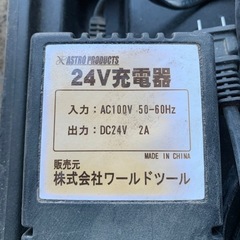 ASTRO PRODUCTS
24V充電器
入力：AC100V 50-60Hz
出力：DC24V 2A
MADE IN CHINA
販売元
株式会社ワールドツール